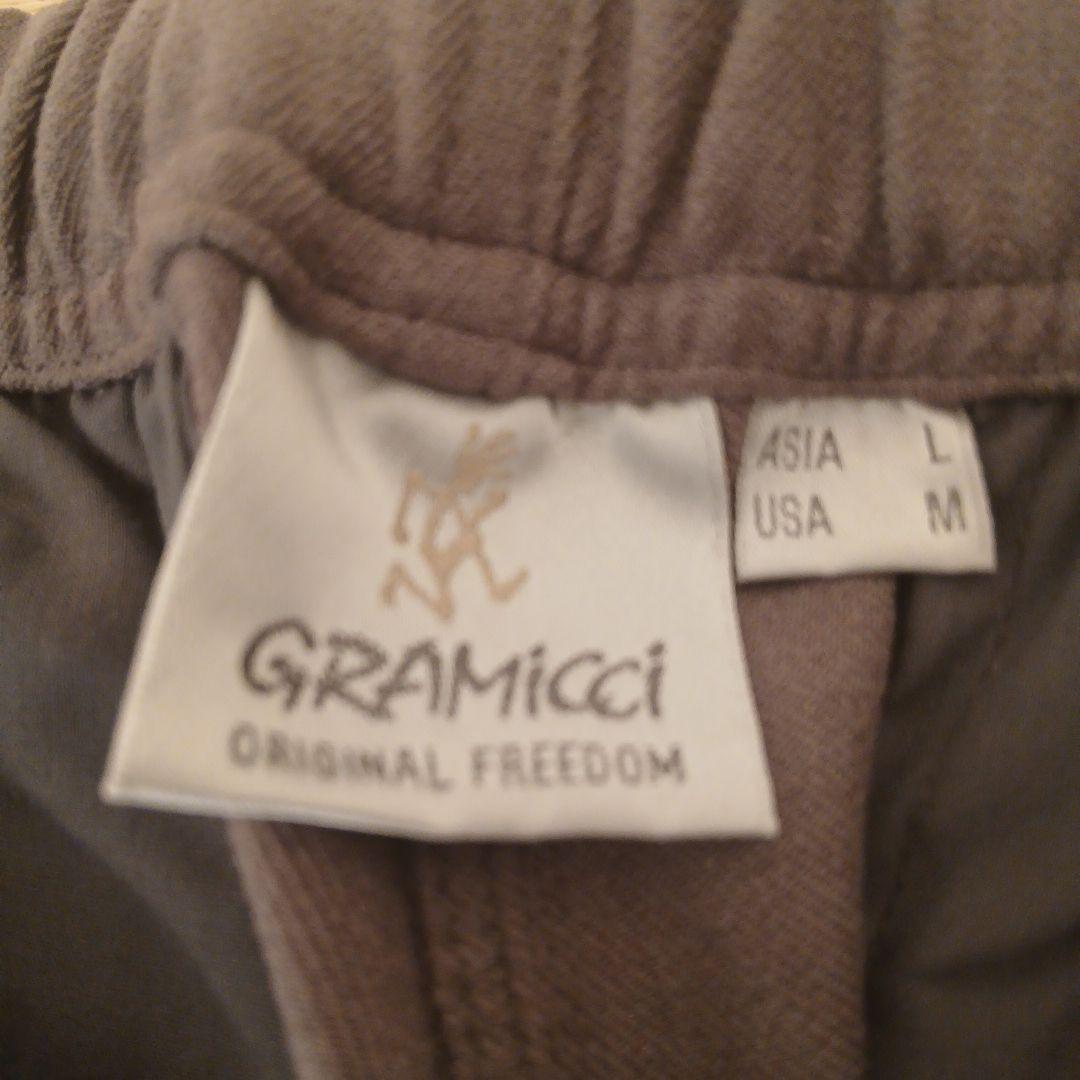 GRAMiCCi
ORIGINAL FREEDOM
ASIA L
USA M